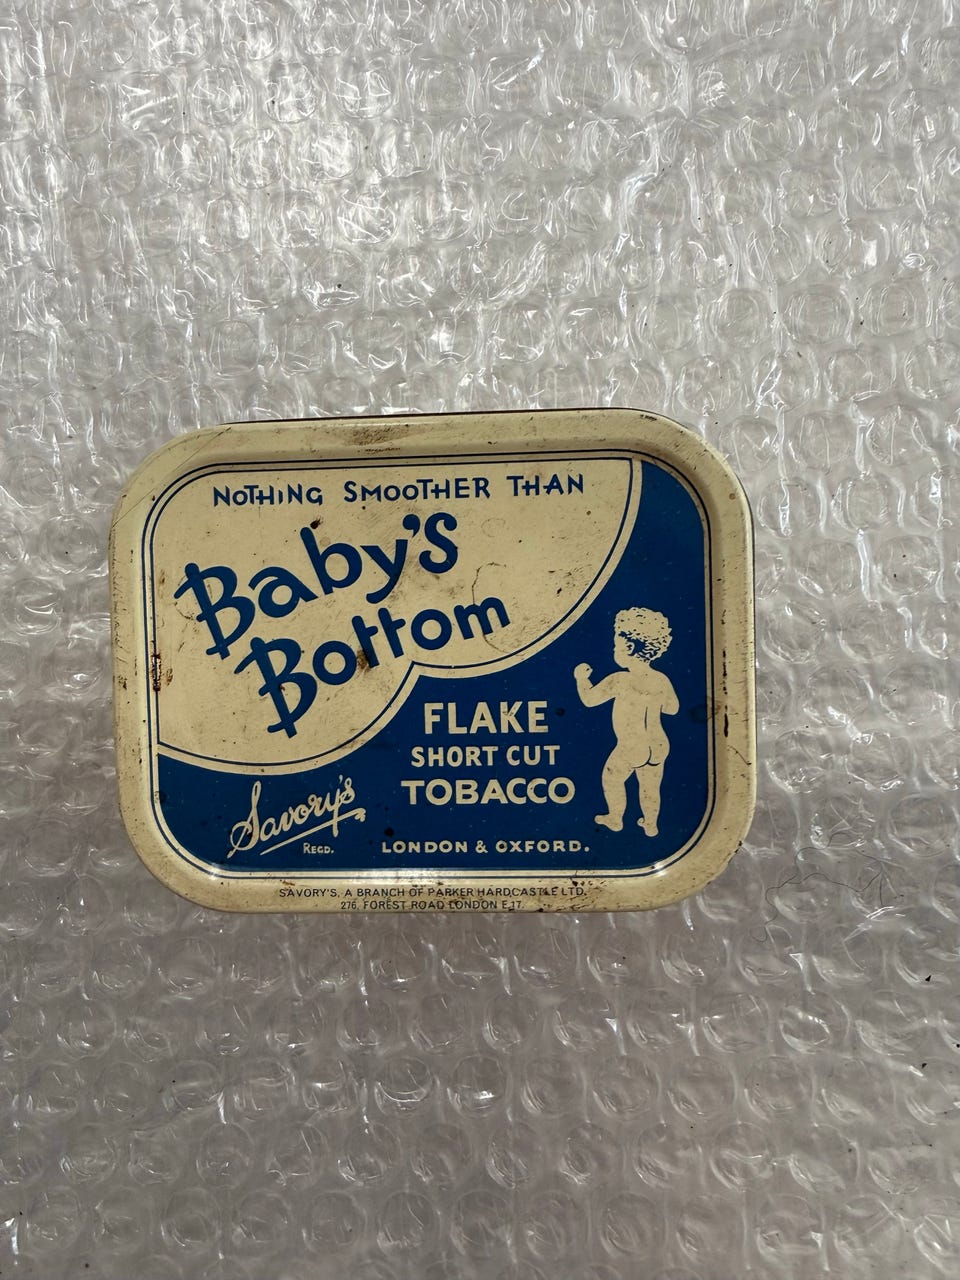 NOTHING SMOOTHER THAN
Baby's
Bottom
FLAKE
SHORT CUT
TOBACCO
Savory's
REGD.
LONDON & OXFORD.
SAVORY'S, A BRANCH OF PARKER HARDCASTLE LTD.
276, FOREST ROAD LONDON E.17.